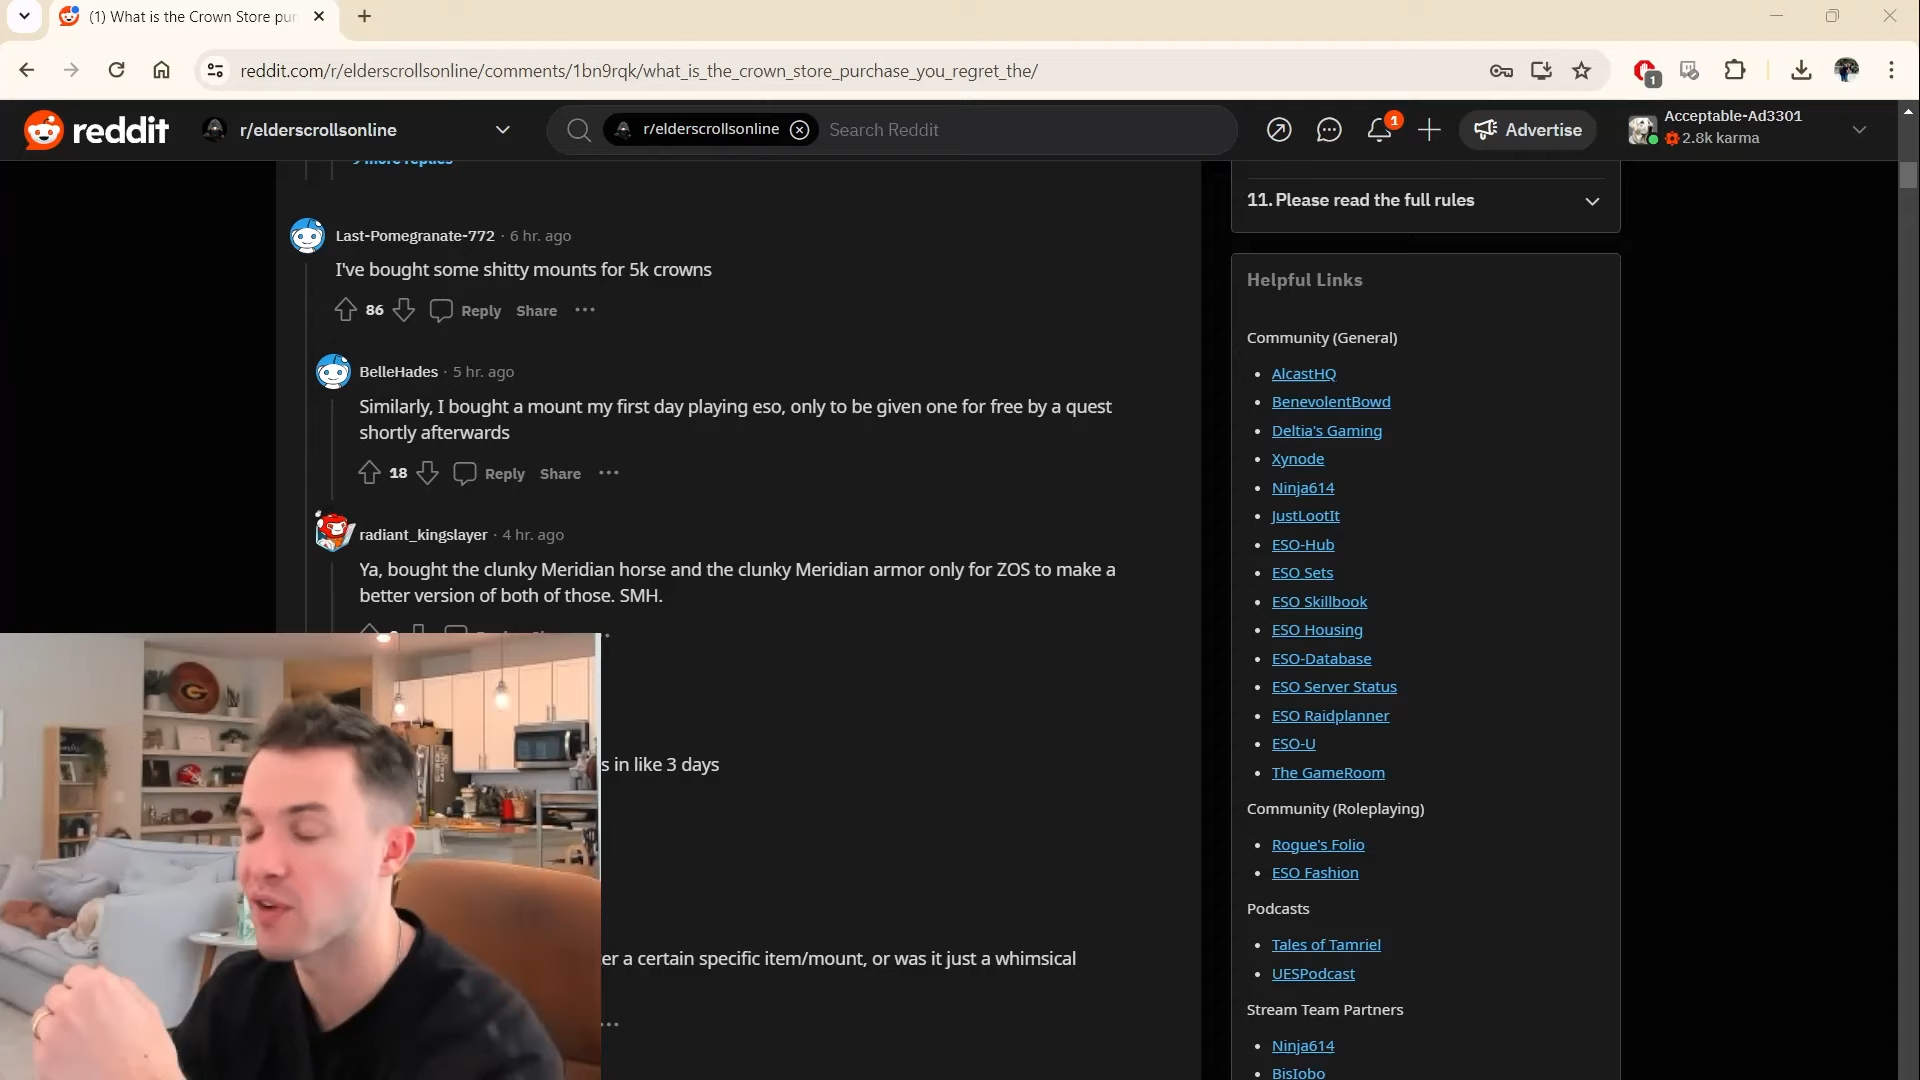 (1) What is the Crown Store pur
reddit.com/r/elderscrollsonline/comments/1bn9rqk/what_is_the_crown_store_purchase_you_regret_the/
1
reddit
r/elderscrollsonline
r/elderscrollsonline
Search Reddit
1
Advertise
Acceptable-Ad3301
2.8k karma
9 more replies
Last-Pomegranate-772 · 6 hr. ago
I've bought some shitty mounts for 5k crowns
86
Reply
Share
BelleHades · 5 hr. ago
Similarly, I bought a mount my first day playing eso, only to be given one for free by a quest
shortly afterwards
18
Reply
Share
radiant_kingslayer · 4 hr. ago
Ya, bought the clunky Meridian horse and the clunky Meridian armor only for ZOS to make a
better version of both of those. SMH.
s in like 3 days
er a certain specific item/mount, or was it just a whimsical
11. Please read the full rules
Helpful Links
Community (General)
AlcastHQ
BenevolentBowd
Deltia's Gaming
Xynode
Ninja614
JustLootIt
ESO-Hub
ESO Sets
ESO Skillbook
ESO Housing
ESO-Database
ESO Server Status
ESO Raidplanner
ESO-U
The GameRoom
Community (Roleplaying)
Rogue's Folio
ESO Fashion
Podcasts
Tales of Tamriel
UESPodcast
Stream Team Partners
Ninja614
BisIobo